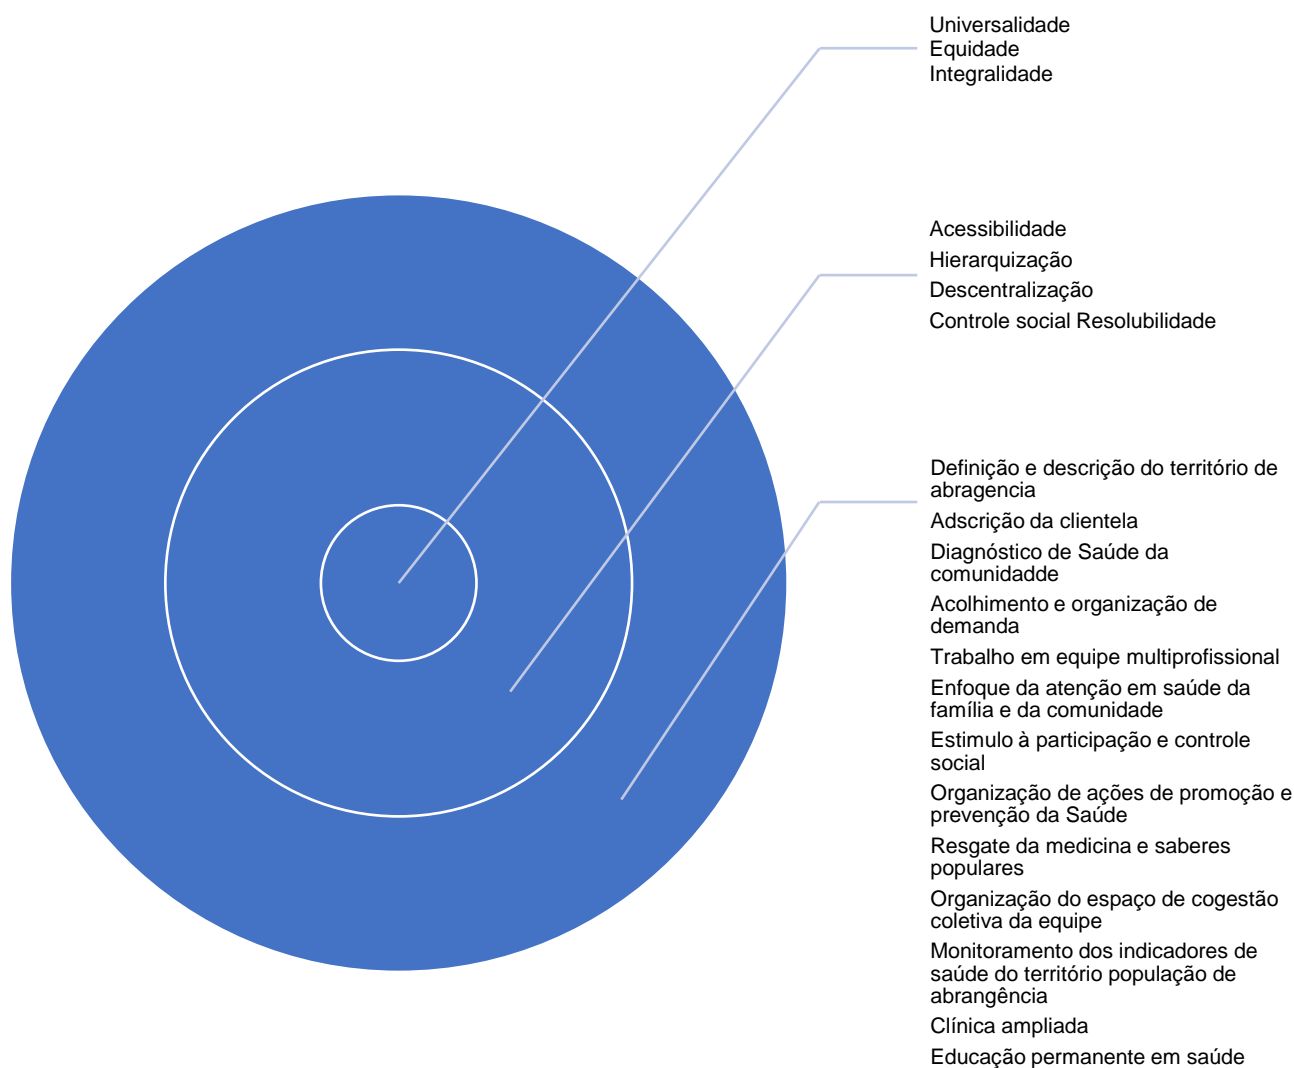 Universalidade
Equidade
Integralidade
Acessibilidade
Hierarquização
Descentralização
Controle social Resolubilidade
Definição e descrição do território de
abragencia
Adscrição da clientela
Diagnóstico de Saúde da
comunidadde
Acolhimento e organização de
demanda
Trabalho em equipe multiprofissional
Enfoque da atenção em saúde da
família e da comunidade
Estimulo à participação e controle
social
Organização de ações de promoção e
prevenção da Saúde
Resgate da medicina e saberes
populares
Organização do espaço de cogestão
coletiva da equipe
Monitoramento dos indicadores de
saúde do território população de
abrangência
Clínica ampliada
Educação permanente em saúde